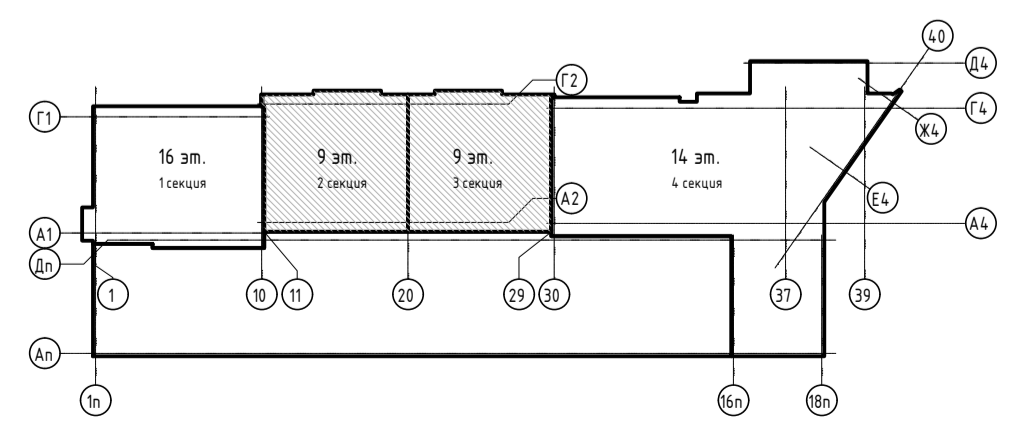 40
Г2
Д4
Г1
Г4
Ж4
16 эт.
1 секция
9 эт.
2 секция
9 эт.
3 секция
14 эт.
4 секция
А2
Е4
А1
А4
Дп
1
10
11
20
29
30
37
39
Ап
1п
16п
18п